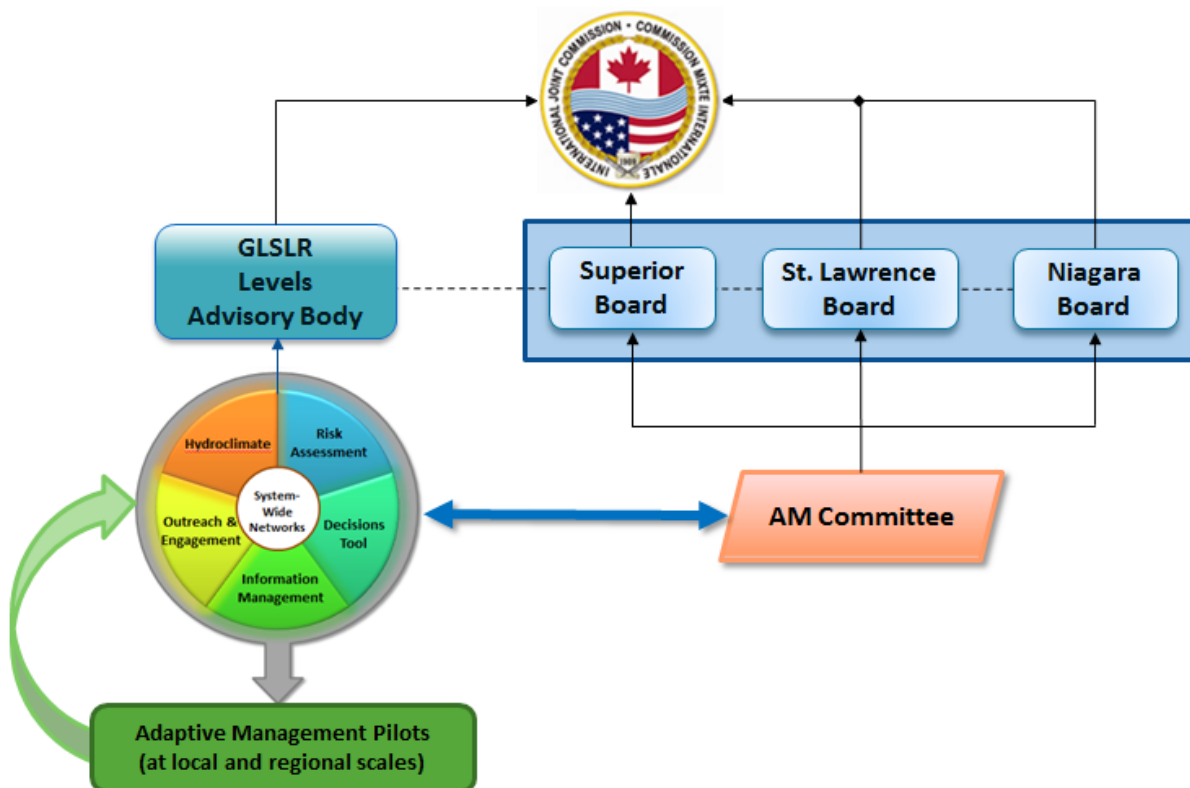 INTERNATIONAL JOINT COMMISSION • COMMISSION MIXTE INTERNATIONALE
1909
GLSLR
Levels
Advisory Body
Superior
Board
St. Lawrence
Board
Niagara
Board
Hydroclimate
Risk
Assessment
System-
Wide
Networks
Outreach &
Engagement
Decisions
Tool
Information
Management
AM Committee
Adaptive Management Pilots
(at local and regional scales)